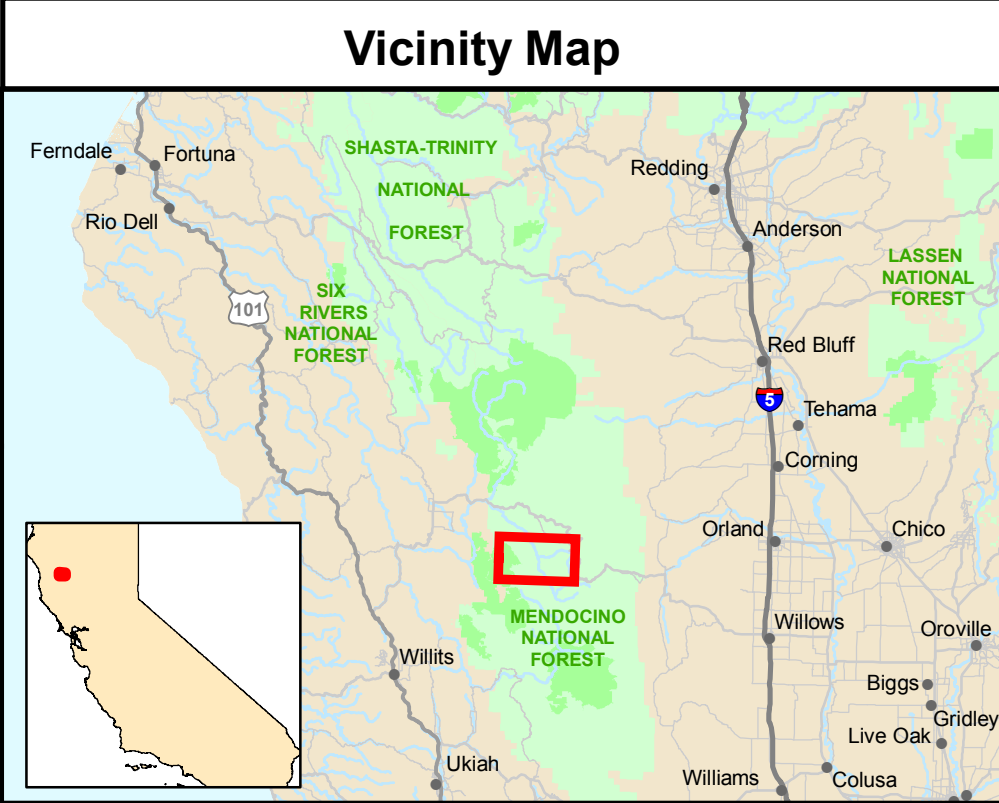 Vicinity Map
Ferndale
Fortuna
Rio Dell
101
SHASTA-TRINITY
NATIONAL
FOREST
SIX
RIVERS
NATIONAL
FOREST
Redding
Anderson
LASSEN
NATIONAL
FOREST
Red Bluff
5
Tehama
Corning
Orland
Chico
MENDOCINO
NATIONAL
FOREST
Willows
Oroville
Willits
Biggs
Gridley
Live Oak
Ukiah
Williams
Colusa